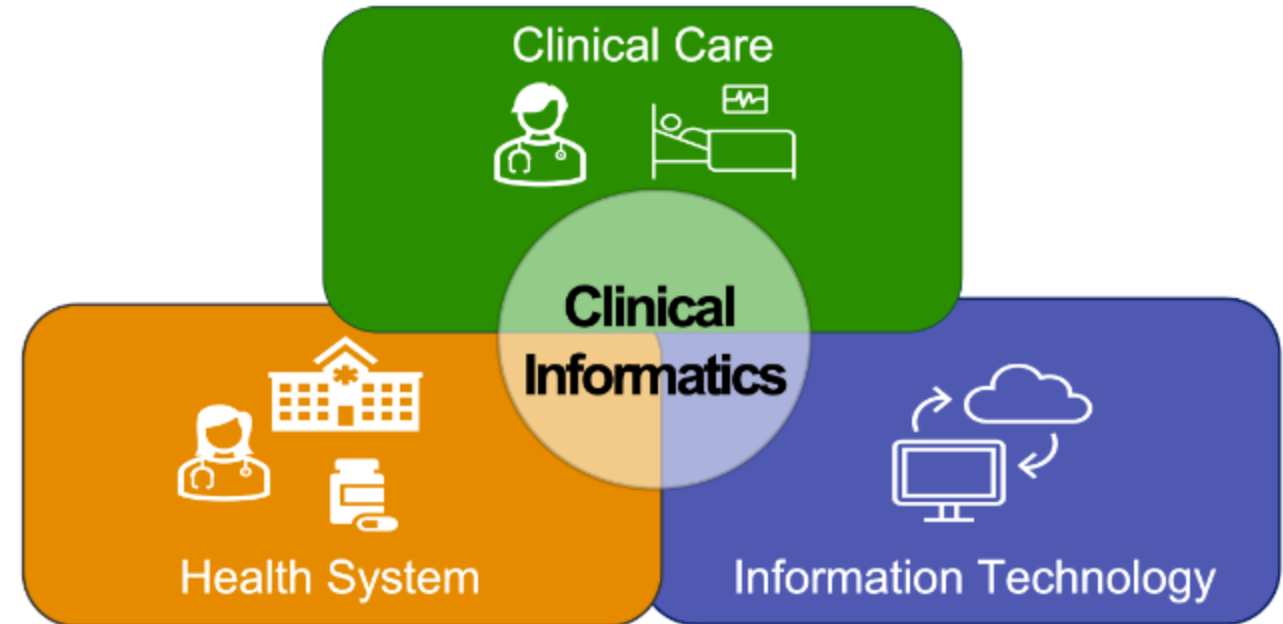 Clinical Care
Clinical
Informatics
Health System
Information Technology